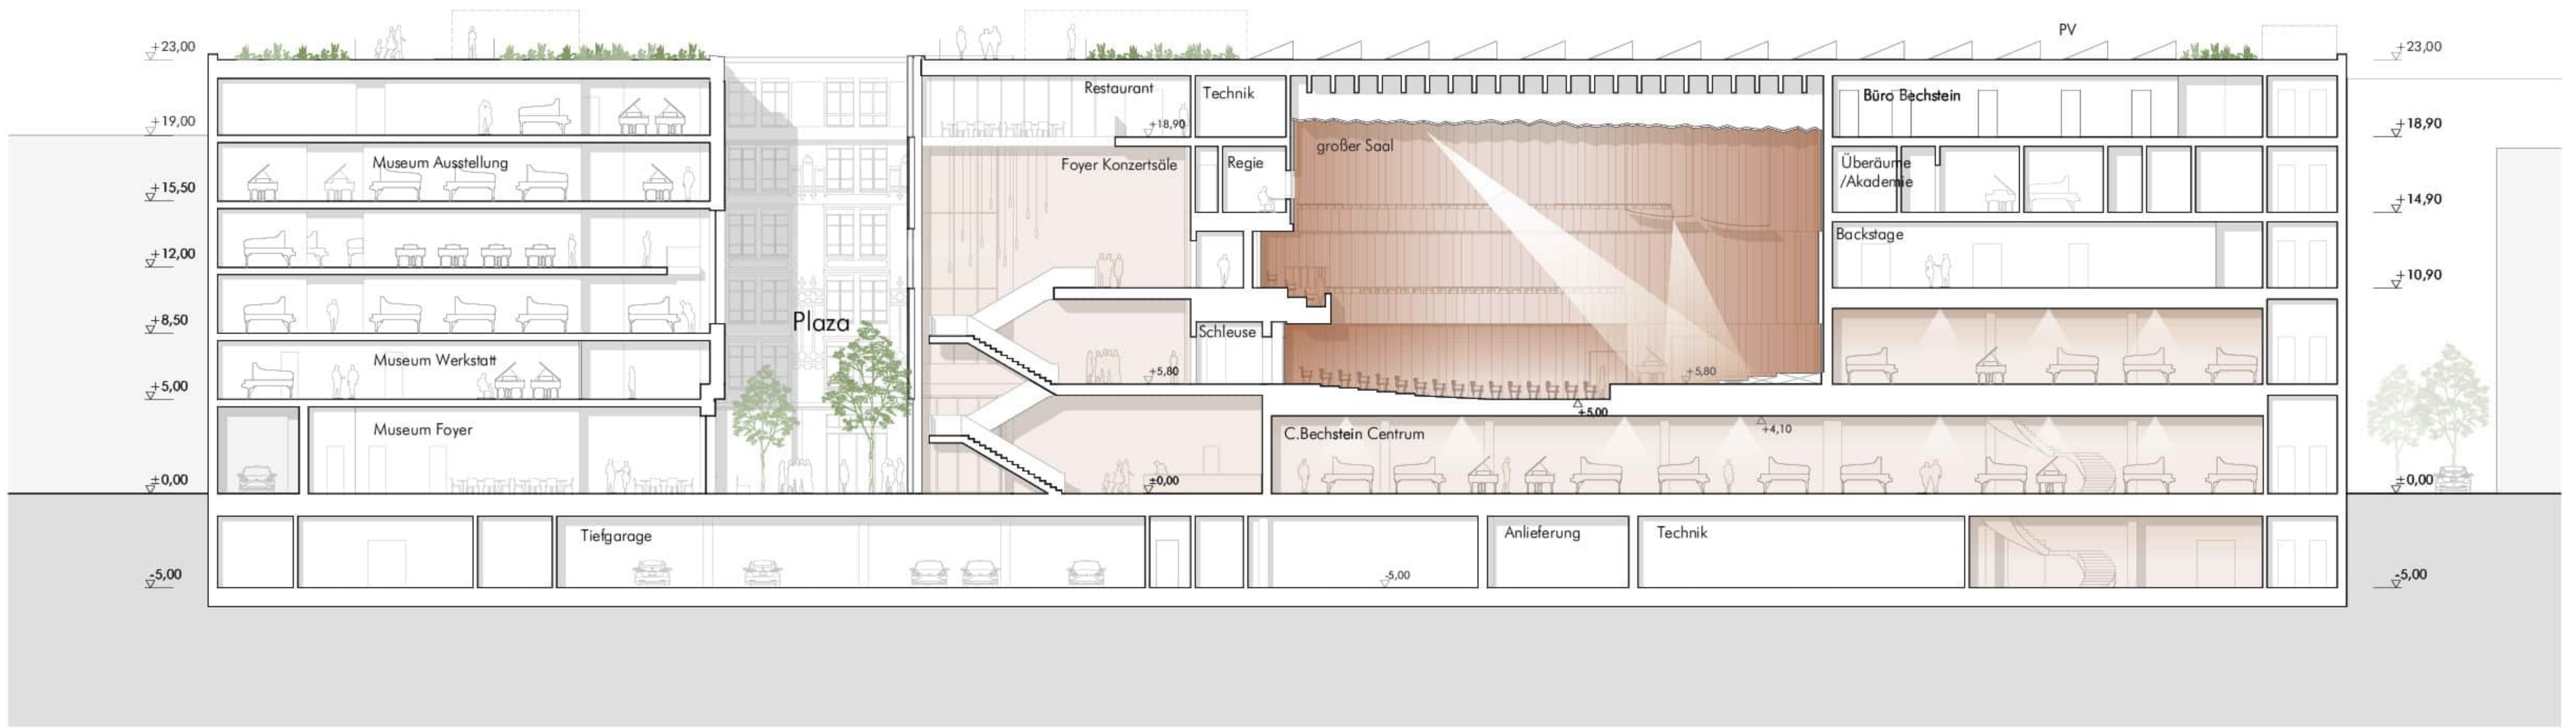 PV
+23,00
+23,00
Restaurant
Technik
Büro Bechstein
+19,00
+18,90
+18,90
Museum Ausstellung
Foyer Konzertsäle
Regie
großer Saal
Überäume
/Akademie
+15,50
+14,90
Backstage
+12,00
+10,90
+8,50
Plaza
Schleuse
Museum Werkstatt
+5,00
+5,80
+5,80
+5,00
Museum Foyer
C.Bechstein Centrum
+4,10
±0,00
±0,00
±0,00
Tiefgarage
Anlieferung
Technik
-5,00
-5,00
-5,00